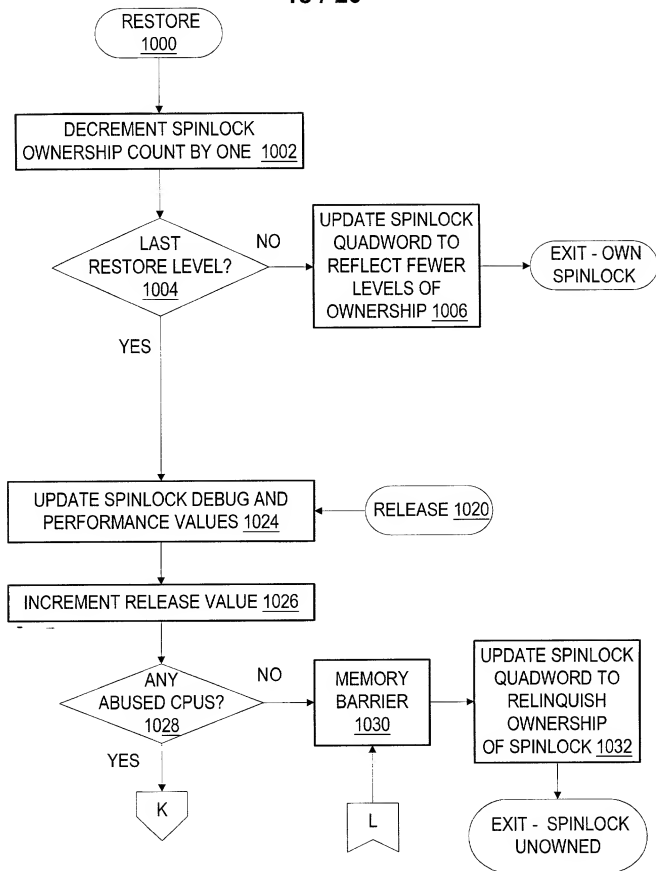 RESTORE
1000
DECREMENT SPINLOCK
OWNERSHIP COUNT BY ONE 1002
LAST
RESTORE LEVEL?
1004
NO
YES
UPDATE SPINLOCK
QUADWORD TO
REFLECT FEWER
LEVELS OF
OWNERSHIP 1006
EXIT - OWN
SPINLOCK
UPDATE SPINLOCK DEBUG AND
PERFORMANCE VALUES 1024
RELEASE 1020
INCREMENT RELEASE VALUE 1026
ANY
ABUSED CPUS?
1028
NO
YES
MEMORY
BARRIER
1030
UPDATE SPINLOCK
QUADWORD TO
RELINQUISH
OWNERSHIP
OF SPINLOCK 1032
K
L
EXIT - SPINLOCK
UNOWNED